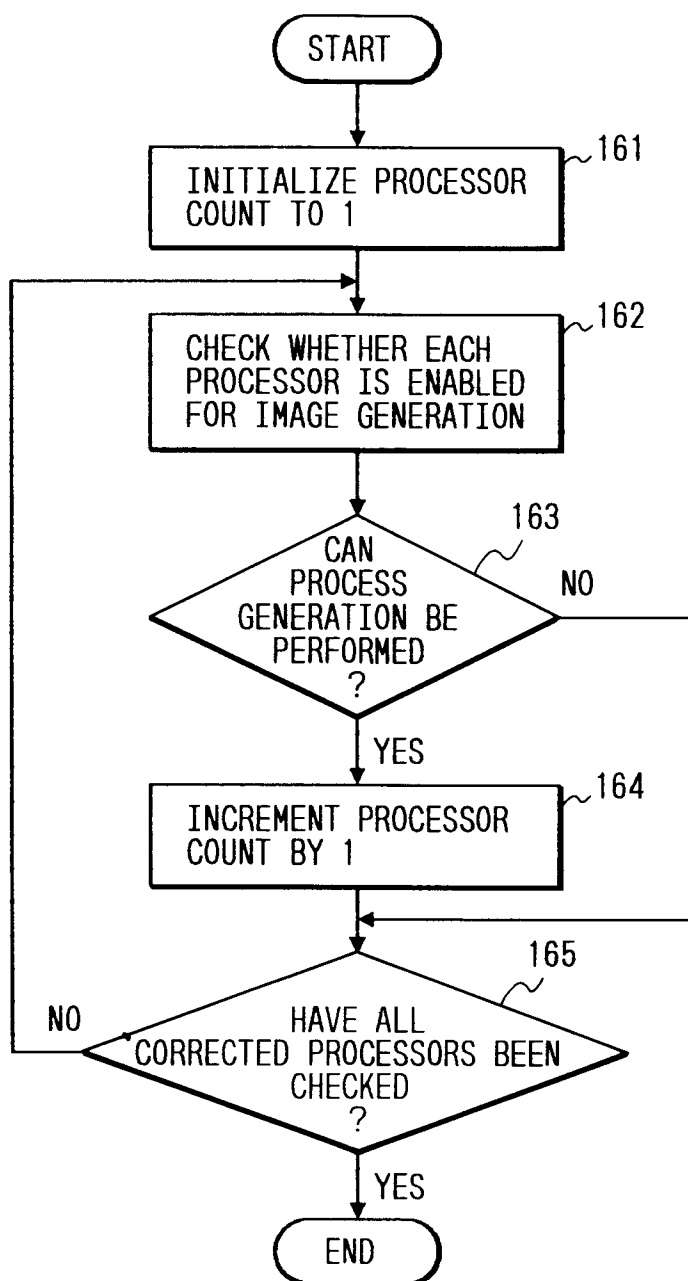 START
161
INITIALIZE PROCESSOR
COUNT TO 1
162
CHECK WHETHER EACH
PROCESSOR IS ENABLED
FOR IMAGE GENERATION
163
CAN
PROCESS
GENERATION BE
PERFORMED
?
NO
YES
164
INCREMENT PROCESSOR
COUNT BY 1
165
NO
HAVE ALL
CORRECTED PROCESSORS BEEN
CHECKED
?
YES
END